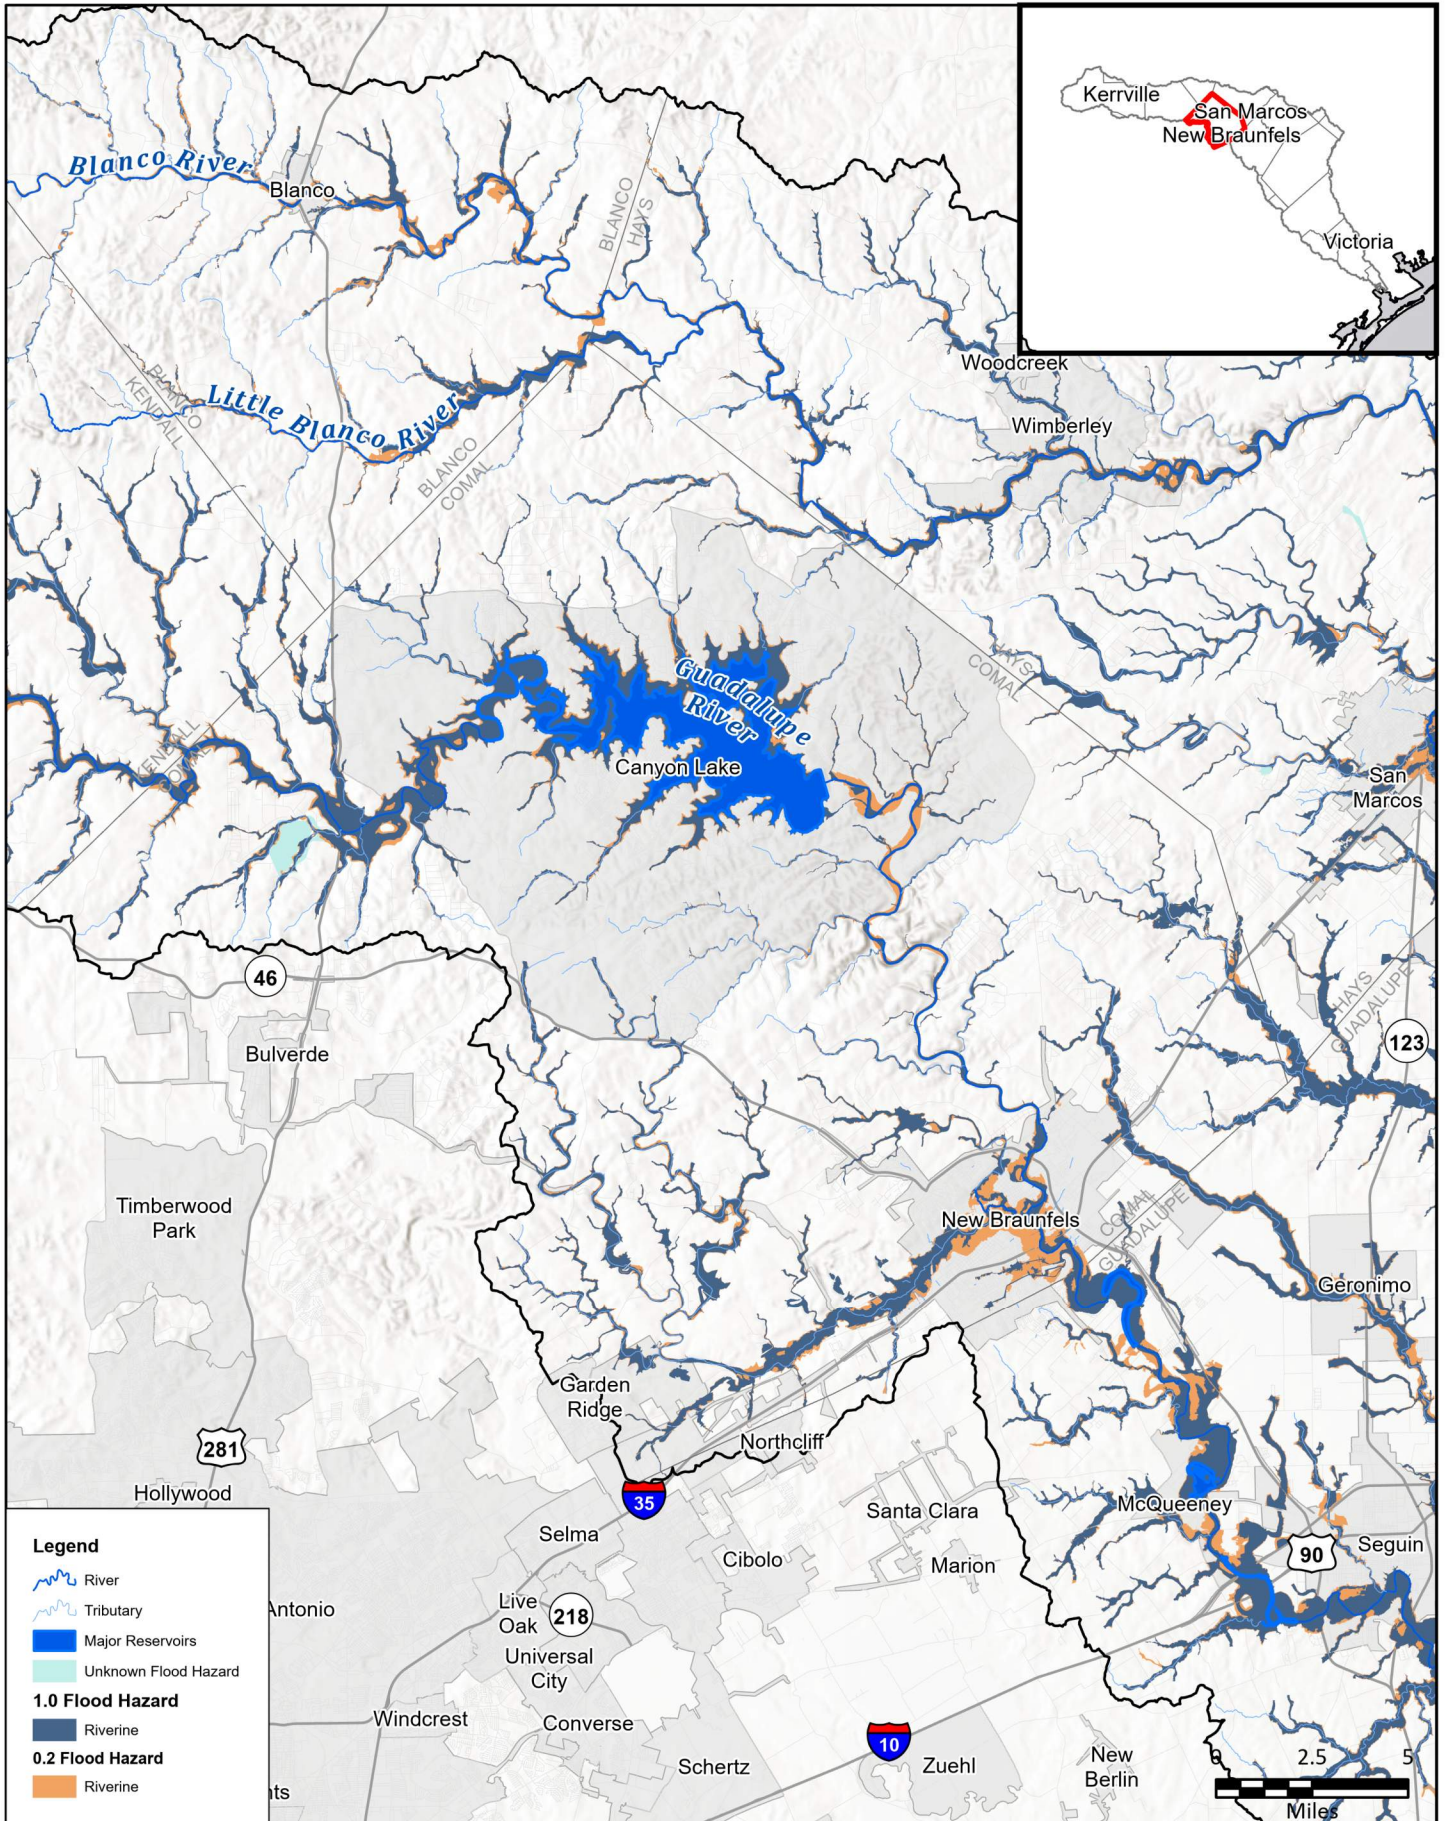 Kerrville
San Marcos
New Braunfels
Victoria
Blanco River
Blanco
BLANCO
HAYS
Woodcreek
Wimberley
BLANCO
KENDALL
Little Blanco River
BLANCO
COMAL
HAYS
COMAL
Guadalupe
River
Canyon Lake
KENDALL
COMAL
San
Marcos
46
Bulverde
HAYS
GUADALUPE
123
Timberwood
Park
New Braunfels
COMAL
GUADALUPE
Geronimo
Garden
Ridge
281
Northcliff
Hollywood
35
McQueeney
Santa Clara
Selma
Cibolo
Marion
90
Seguin
Antonio
Live
Oak
218
Universal
City
Windcrest
Converse
10
Schertz
Zuehl
New
Berlin
nts
Legend
River
Tributary
Major Reservoirs
Unknown Flood Hazard
1.0 Flood Hazard
Riverine
0.2 Flood Hazard
Riverine
0 2.5 5
Miles